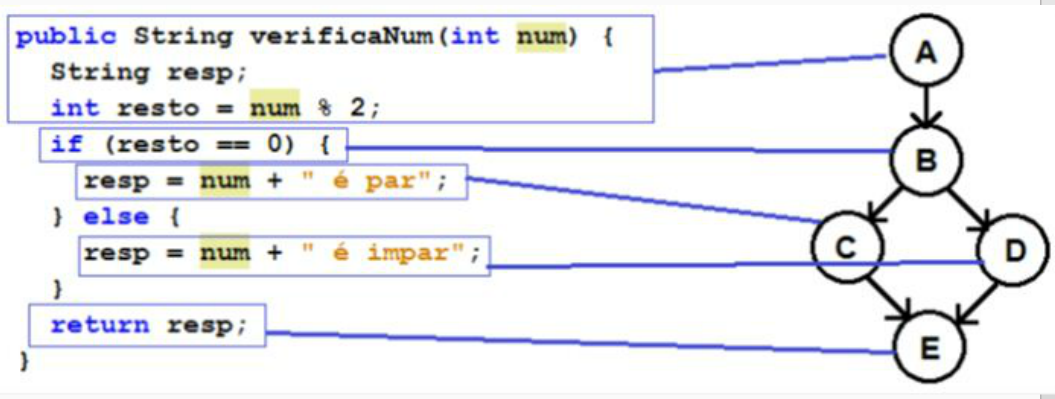 public String verificaNum(int num) {
String resp;
int resto = num % 2;
if (resto == 0) {
resp = num + " é par";
} else {
resp = num + " é impar";
}
return resp;
}
A
B
C
D
E